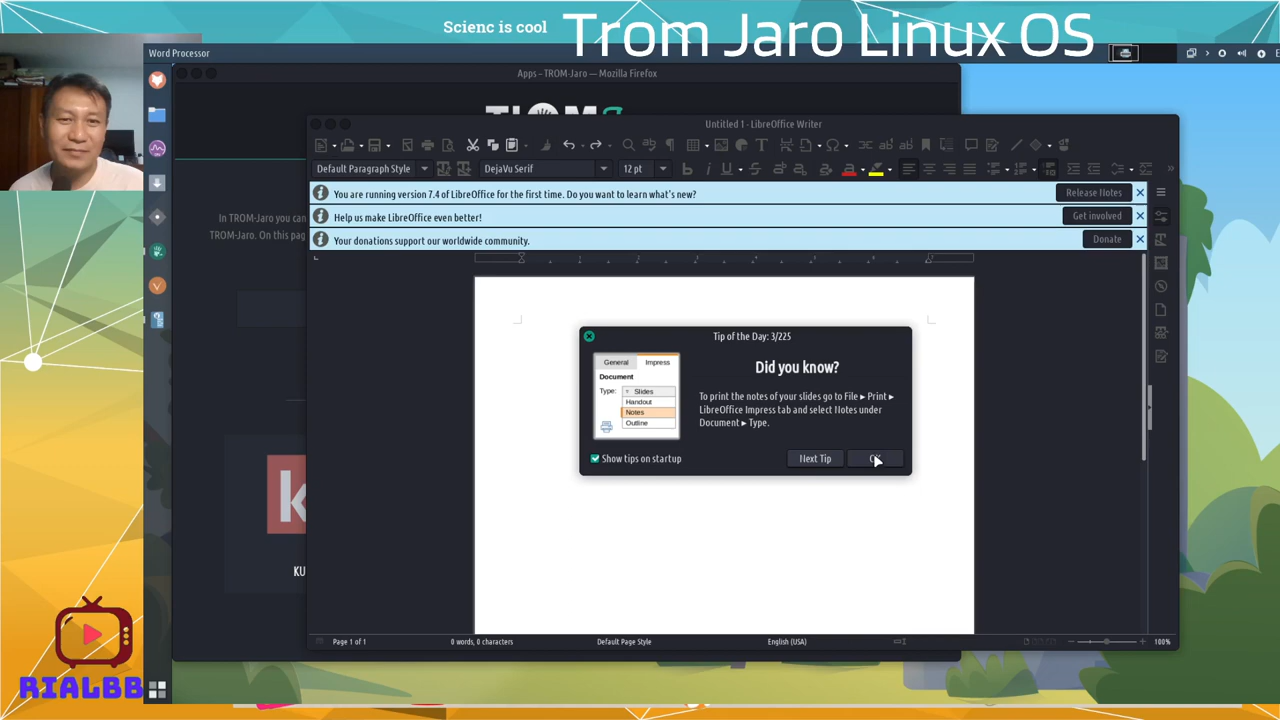 Scienc is cool
Trom Jaro Linux OS
Word Processor
Apps - TROM-Jaro — Mozilla Firefox
Untitled 1 - LibreOffice Writer
Default Paragraph Style
DejaVu Serif
12 pt
You are running version 7.4 of LibreOffice for the first time. Do you want to learn what's new?
Release Notes
Help us make LibreOffice even better!
Get involved
Your donations support our worldwide community.
Donate
In TROM-Jaro you can
TROM-Jaro. On this pag
Tip of the Day: 3/225
General
Impress
Document
Type:
Slides
Handout
Notes
Outline
Did you know?
To print the notes of your slides go to File ▸ Print ▸
LibreOffice Impress tab and select Notes under
Document ▸ Type.
Show tips on startup
Next Tip
KU
Page 1 of 1
0 words, 0 characters
Default Page Style
English (USA)
100%
RIALBB